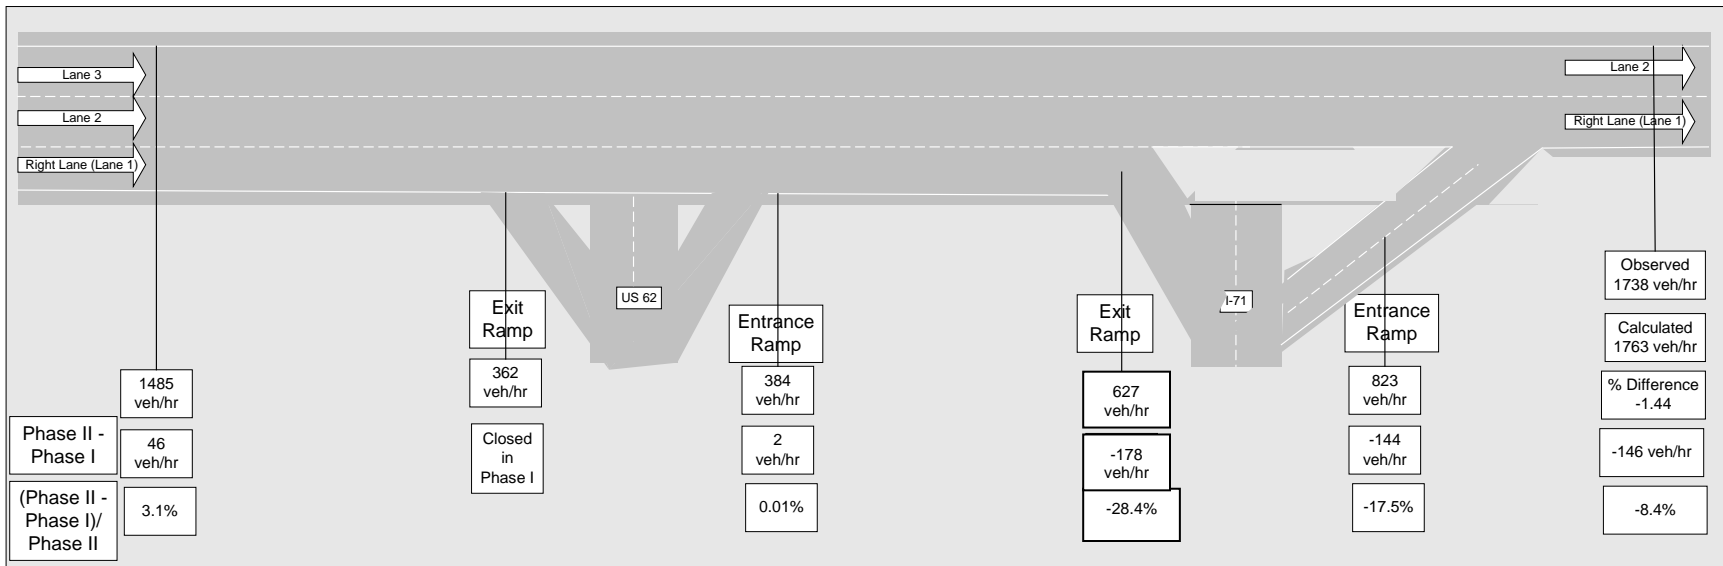 Lane 3
Lane 2
Right Lane (Lane 1)
Lane 2
Right Lane (Lane 1)
US 62
I-71
Exit
Ramp
Entrance
Ramp
Exit
Ramp
Entrance
Ramp
Observed
1738 veh/hr
Calculated
1763 veh/hr
1485
veh/hr
362
veh/hr
384
veh/hr
627
veh/hr
823
veh/hr
% Difference
-1.44
Phase II -
Phase I
46
veh/hr
Closed
in
Phase I
2
veh/hr
-178
veh/hr
-144
veh/hr
-146 veh/hr
(Phase II -
Phase I)/
Phase II
3.1%
0.01%
-28.4%
-17.5%
-8.4%